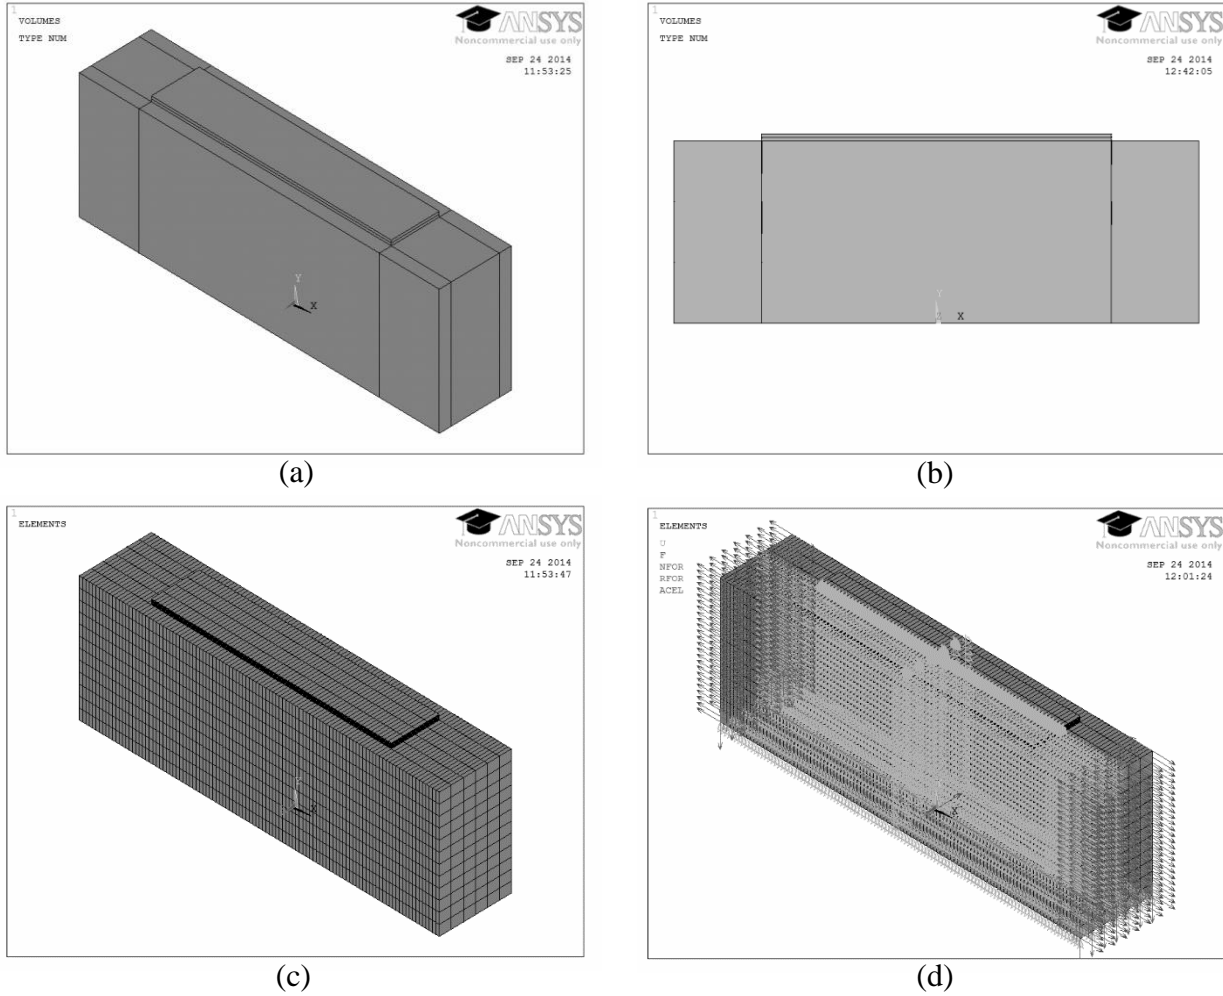 1
VOLUMES
TYPE NUM
ANSYS
Noncommercial use only
SEP 24 2014
11:53:25
Y
X
(a)
1
VOLUMES
TYPE NUM
ANSYS
Noncommercial use only
SEP 24 2014
12:42:05
Y
X
(b)
1
ELEMENTS
ANSYS
Noncommercial use only
SEP 24 2014
11:53:47
X
(c)
1
ELEMENTS
U
F
NFOR
RFOR
ACEL
ANSYS
Noncommercial use only
SEP 24 2014
12:01:24
X
(d)